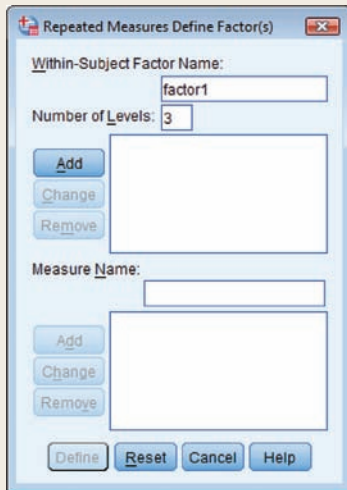 Repeated Measures Define Factor(s)
Within-Subject Factor Name:
factor1
Number of Levels: 3
Add
Change
Remove
Measure Name:
Add
Change
Remove
Define Reset Cancel Help